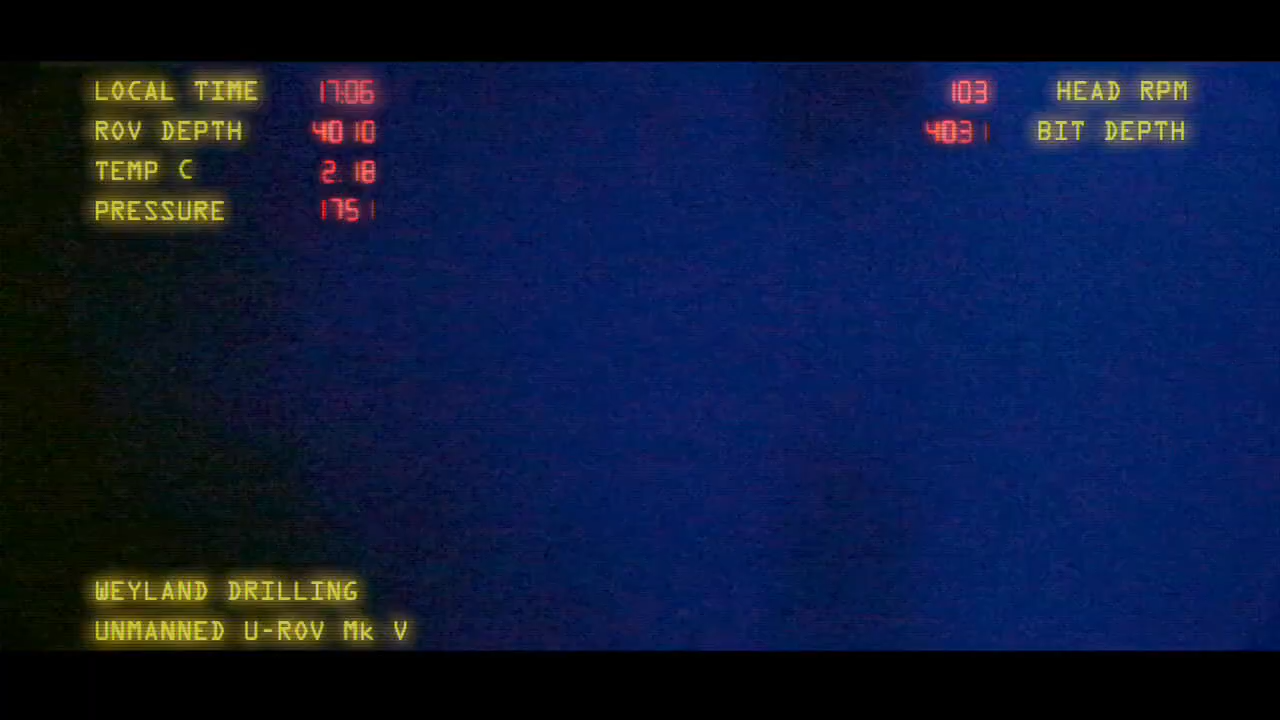 LOCAL TIME 17:06 103 HEAD RPM
ROV DEPTH 4010 4031 BIT DEPTH
TEMP C 2.18
PRESSURE 1751
WEYLAND DRILLING
UNMANNED U-ROV Mk V